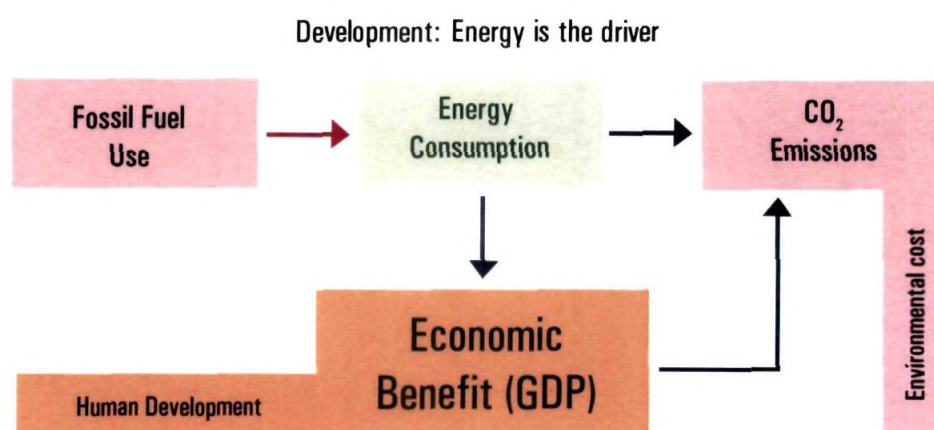 Development: Energy is the driver
Fossil Fuel
Use
Energy
Consumption
CO₂
Emissions
Environmental cost
Economic
Benefit (GDP)
Human Development